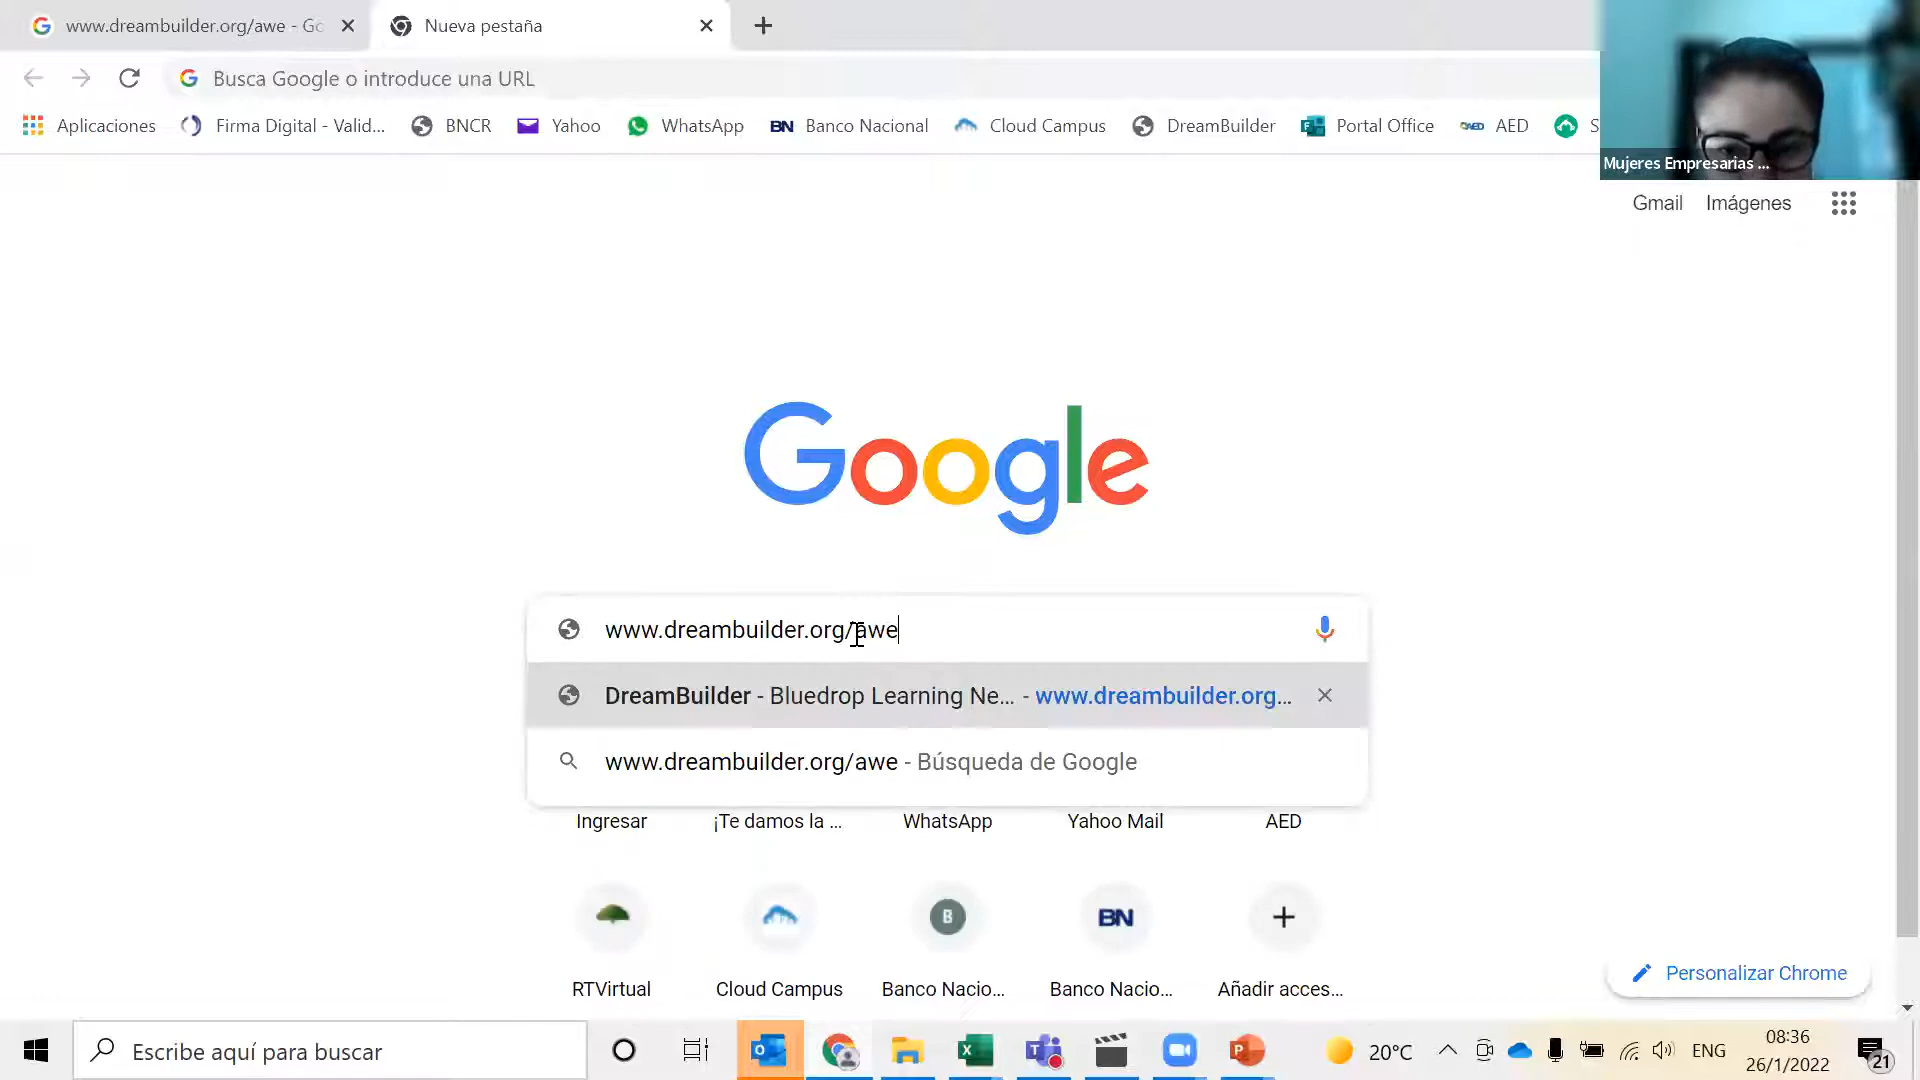 www.dreambuilder.org/awe - Go
Nueva pestaña
Busca Google o introduce una URL
Aplicaciones
Firma Digital - Valid...
BNCR
Yahoo
WhatsApp
BN Banco Nacional
Cloud Campus
DreamBuilder
Portal Office
AED AED
S
Mujeres Empresarias ...
Gmail
Imágenes
Google
www.dreambuilder.org/awe
DreamBuilder - Bluedrop Learning Ne... - www.dreambuilder.org...
www.dreambuilder.org/awe - Búsqueda de Google
Ingresar
¡Te damos la ...
WhatsApp
Yahoo Mail
AED
B
BN
RTVirtual
Cloud Campus
Banco Nacio...
Banco Nacio...
Añadir acces...
Personalizar Chrome
Escribe aquí para buscar
20°C
ENG
08:36
26/1/2022
21